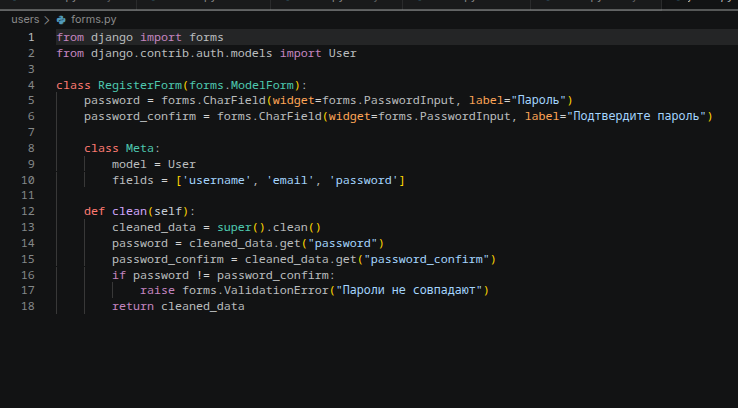 users > forms.py
1 from django import forms
2 from django.contrib.auth.models import User
3
4 class RegisterForm(forms.ModelForm):
5     password = forms.CharField(widget=forms.PasswordInput, label="Пароль")
6     password_confirm = forms.CharField(widget=forms.PasswordInput, label="Подтвердите пароль")
7
8     class Meta:
9         model = User
10         fields = ['username', 'email', 'password']
11
12     def clean(self):
13         cleaned_data = super().clean()
14         password = cleaned_data.get("password")
15         password_confirm = cleaned_data.get("password_confirm")
16         if password != password_confirm:
17             raise forms.ValidationError("Пароли не совпадают")
18         return cleaned_data